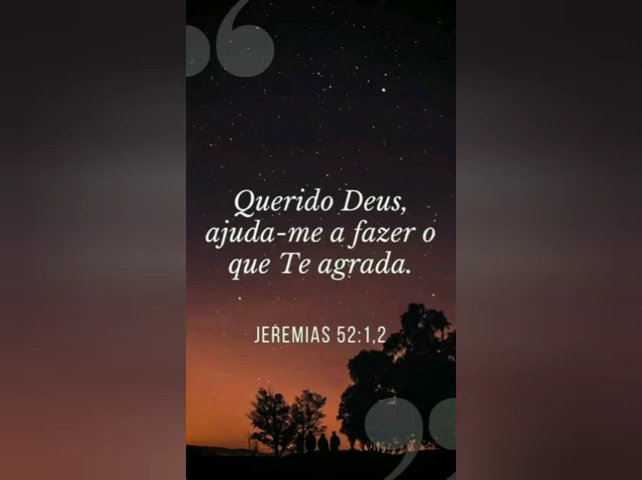 Querido Deus,
ajuda-me a fazer o
que Te agrada.
JEREMIAS 52:1,2